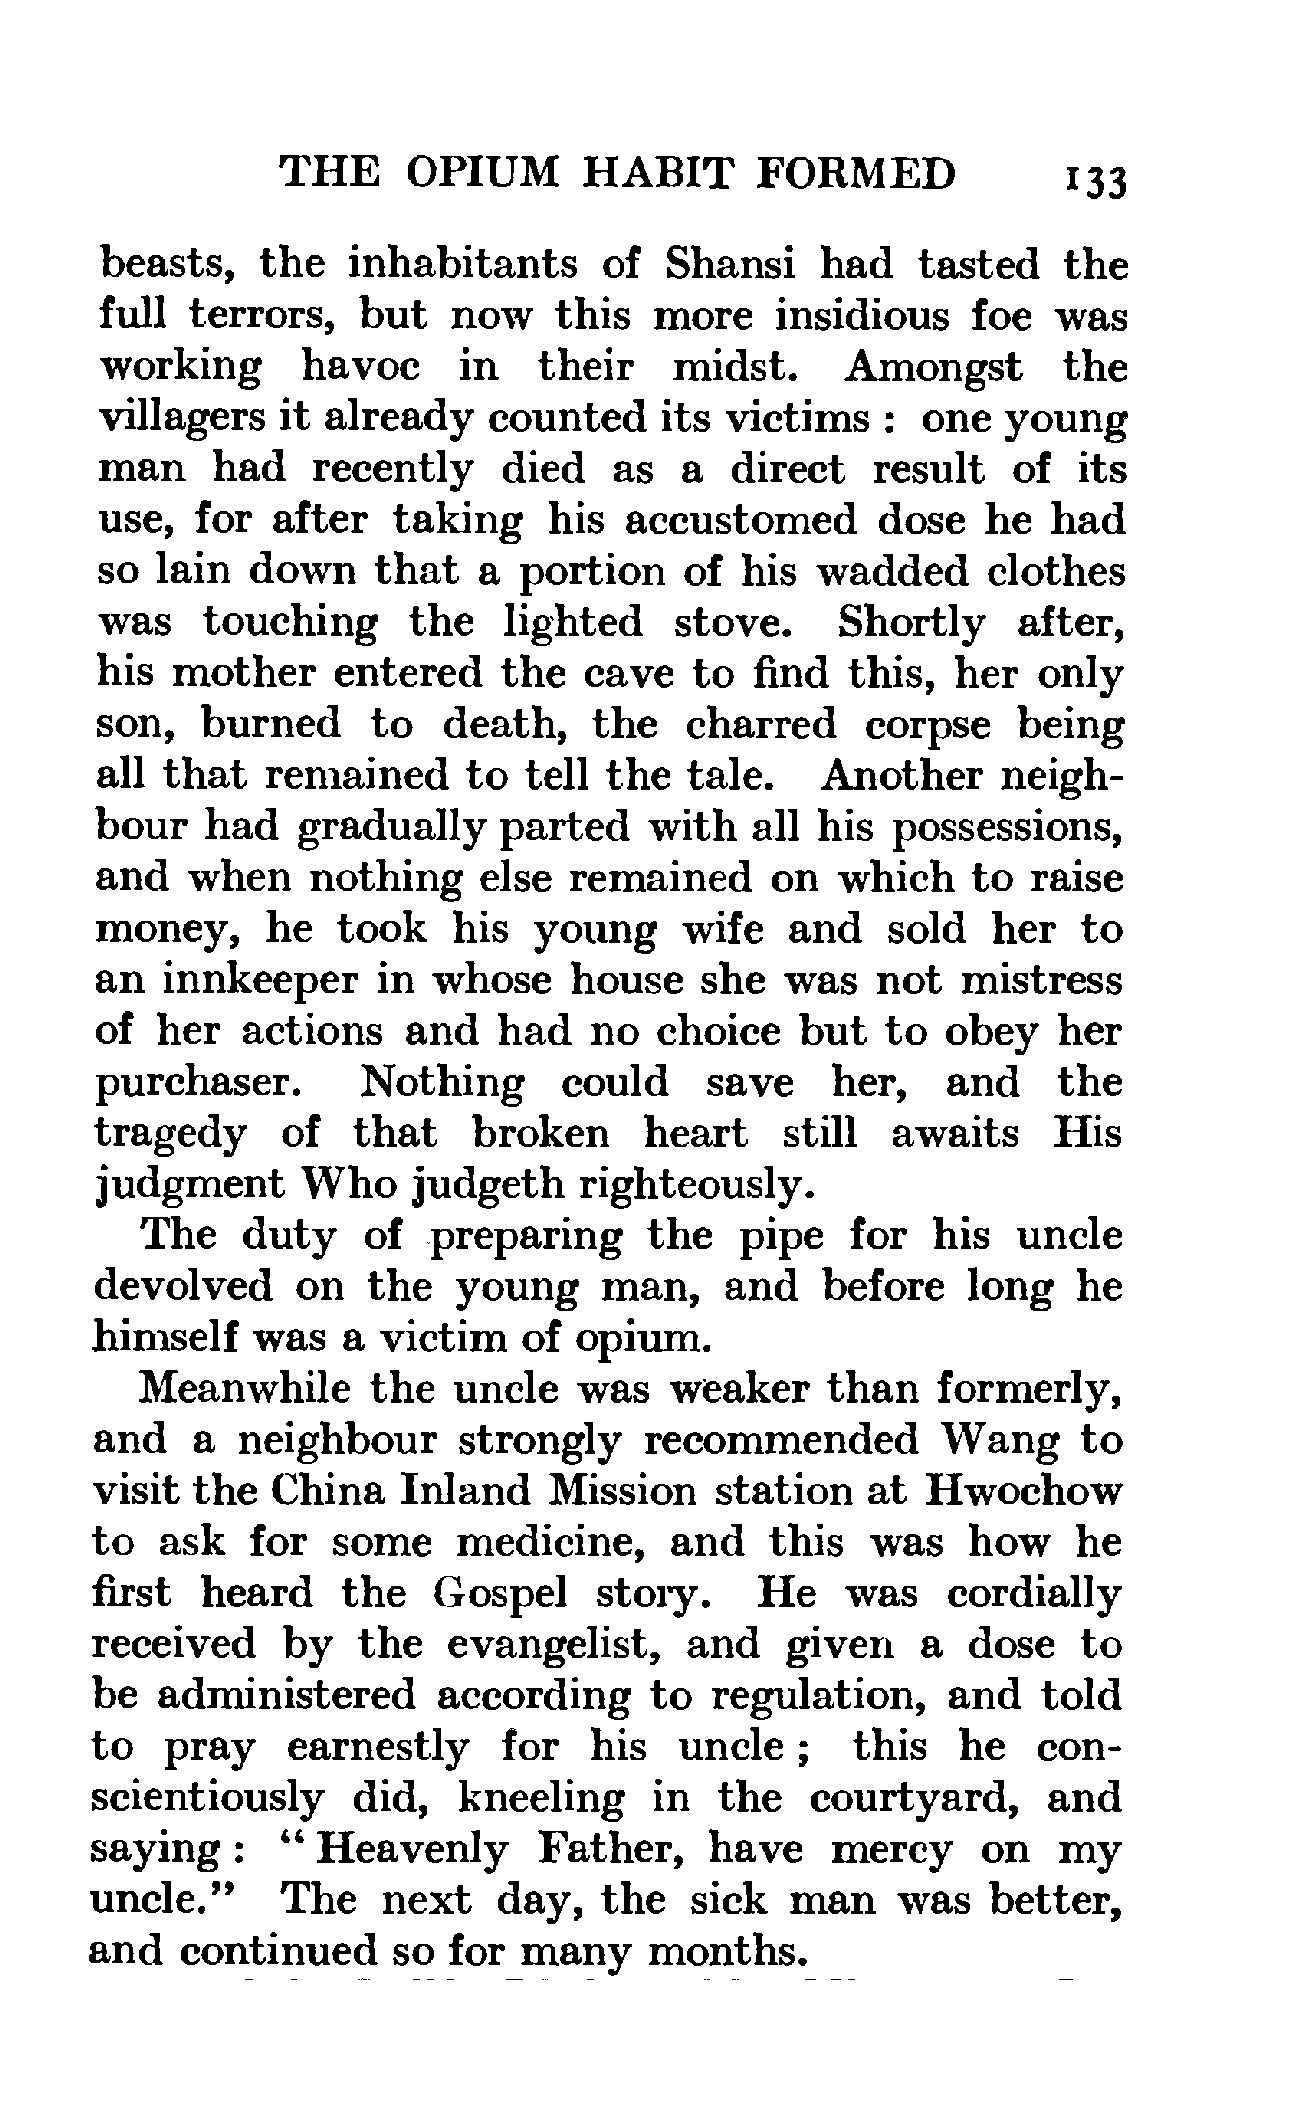 THE OPIUM HABIT FORMED 133
beasts, the inhabitants of Shansi had tasted the
full terrors, but now this more insidious foe was
working havoc in their midst. Amongst the
villagers it already counted its victims : one young
man had recently died as a direct result of its
use, for after taking his accustomed dose he had
so lain down that a portion of his wadded clothes
was touching the lighted stove. Shortly after,
his mother entered the cave to find this, her only
son, burned to death, the charred corpse being
all that remained to tell the tale. Another neigh-
bour had gradually parted with all his possessions,
and when nothing else remained on which to raise
money, he took his young wife and sold her to
an innkeeper in whose house she was not mistress
of her actions and had no choice but to obey her
purchaser. Nothing could save her, and the
tragedy of that broken heart still awaits His
judgment Who judgeth righteously.
The duty of preparing the pipe for his uncle
devolved on the young man, and before long he
himself was a victim of opium.
Meanwhile the uncle was weaker than formerly,
and a neighbour strongly recommended Wang to
visit the China Inland Mission station at Hwochow
to ask for some medicine, and this was how he
first heard the Gospel story. He was cordially
received by the evangelist, and given a dose to
be administered according to regulation, and told
to pray earnestly for his uncle ; this he con-
scientiously did, kneeling in the courtyard, and
saying : “ Heavenly Father, have mercy on my
uncle.” The next day, the sick man was better,
and continued so for many months.